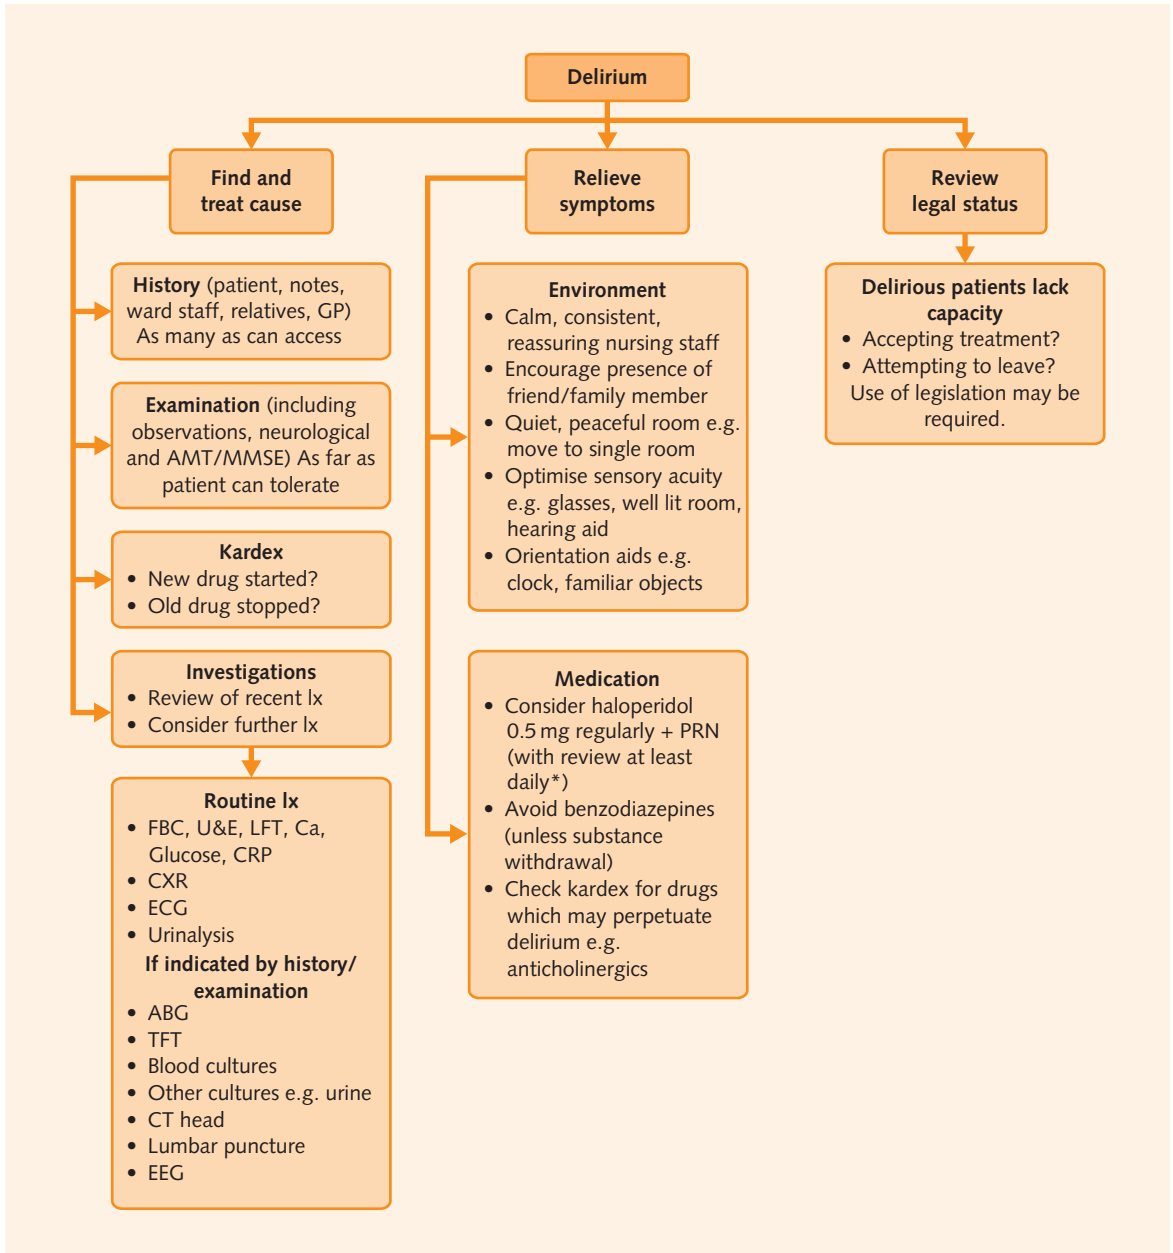 Delirium
Find and
treat cause
History (patient, notes,
ward staff, relatives, GP)
As many as can access
Examination (including
observations, neurological
and AMT/MMSE) As far as
patient can tolerate
Kardex
• New drug started?
• Old drug stopped?
Investigations
• Review of recent Ix
• Consider further Ix
Routine Ix
• FBC, U&E, LFT, Ca,
Glucose, CRP
• CXR
• ECG
• Urinalysis
If indicated by history/
examination
• ABG
• TFT
• Blood cultures
• Other cultures e.g. urine
• CT head
• Lumbar puncture
• EEG
Relieve
symptoms
Environment
• Calm, consistent,
reassuring nursing staff
• Encourage presence of
friend/family member
• Quiet, peaceful room e.g.
move to single room
• Optimise sensory acuity
e.g. glasses, well lit room,
hearing aid
• Orientation aids e.g.
clock, familiar objects
Medication
• Consider haloperidol
0.5 mg regularly + PRN
(with review at least
daily*)
• Avoid benzodiazepines
(unless substance
withdrawal)
• Check kardex for drugs
which may perpetuate
delirium e.g.
anticholinergics
Review
legal status
Delirious patients lack
capacity
• Accepting treatment?
• Attempting to leave?
Use of legislation may be
required.